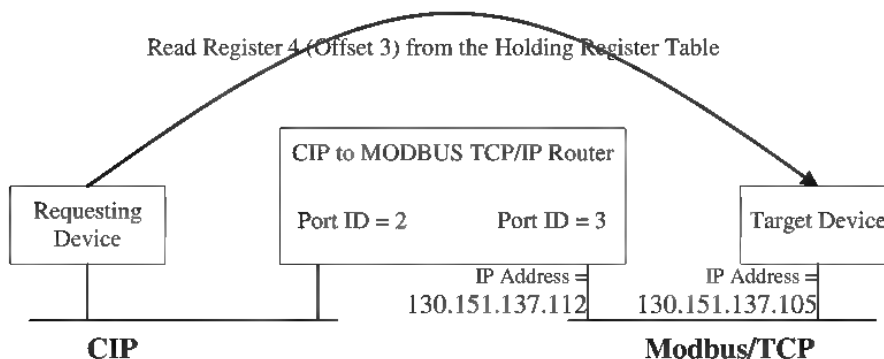 Read Register 4 (Offset 3) from the Holding Register Table
CIP to MODBUS TCP/IP Router
Requesting
Device
Port ID = 2
Port ID = 3
Target Device
IP Address =
130.151.137.112
IP Address =
130.151.137.105
CIP
Modbus/TCP